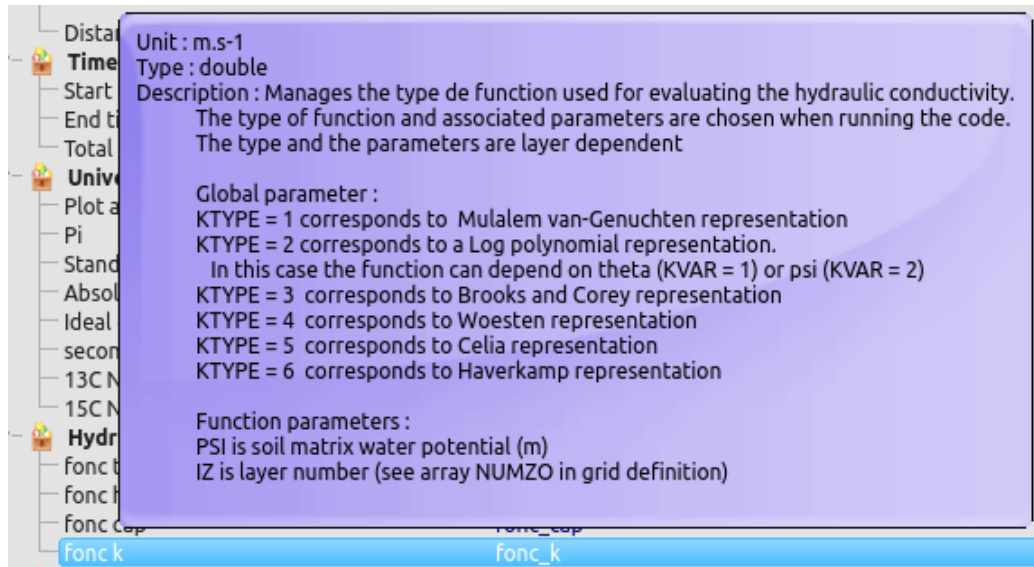 Unit : m.s-1
Type : double
Description : Manages the type de function used for evaluating the hydraulic conductivity.
The type of function and associated parameters are chosen when running the code.
The type and the parameters are layer dependent
Global parameter :
KTYPE = 1 corresponds to  Mulalem van-Genuchten representation
KTYPE = 2 corresponds to a Log polynomial representation.
In this case the function can depend on theta (KVAR = 1) or psi (KVAR = 2)
KTYPE = 3  corresponds to Brooks and Corey representation
KTYPE = 4  corresponds to Woesten representation
KTYPE = 5  corresponds to Celia representation
KTYPE = 6  corresponds to Haverkamp representation
Function parameters :
PSI is soil matrix water potential (m)
IZ is layer number (see array NUMZO in grid definition)
Time
Start
End ti
Total
Plot a
Pi
Stand
Absol
Ideal
secon
13C N
15C N
Hydr
fonc t
fonc h
fonc cap fonc_cap
fonc k fonc_k